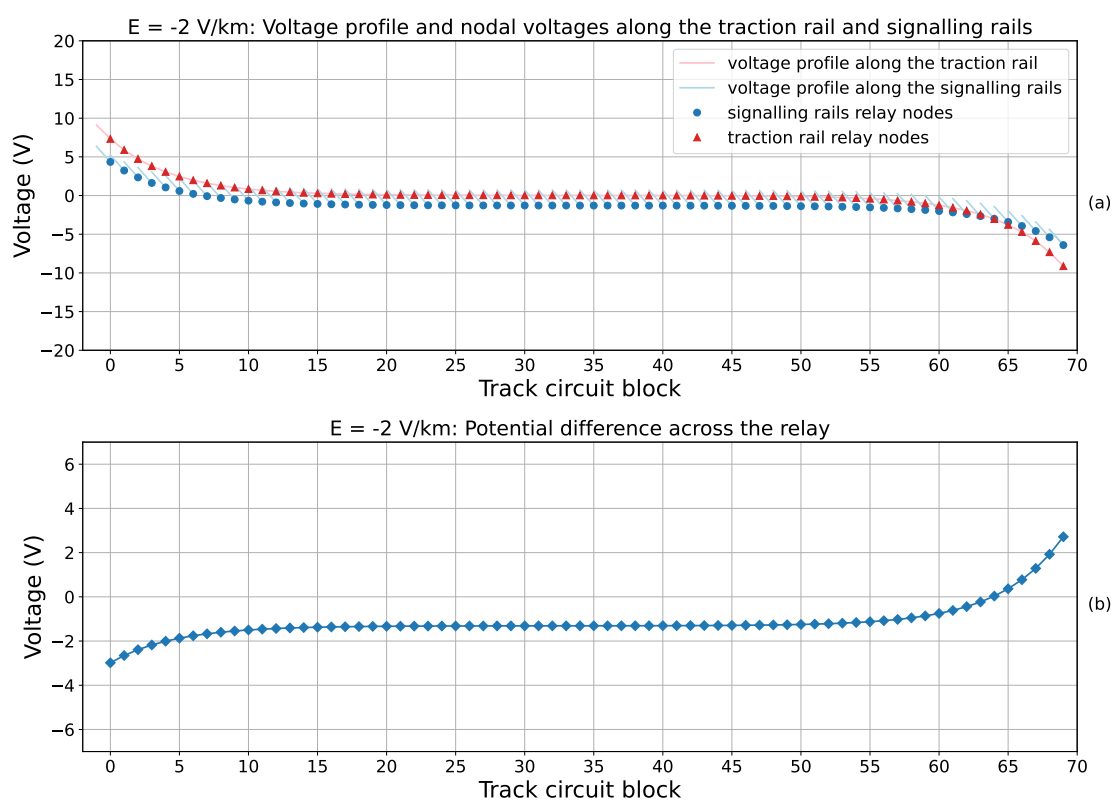 E = -2 V/km: Voltage profile and nodal voltages along the traction rail and signalling rails
20
15
10
5
0
−5
−10
−15
−20
Voltage (V)
voltage profile along the traction rail
voltage profile along the signalling rails
signalling rails relay nodes
traction rail relay nodes
(a)
0 5 10 15 20 25 30 35 40 45 50 55 60 65 70
Track circuit block
E = -2 V/km: Potential difference across the relay
6
4
2
0
−2
−4
−6
Voltage (V)
(b)
0 5 10 15 20 25 30 35 40 45 50 55 60 65 70
Track circuit block